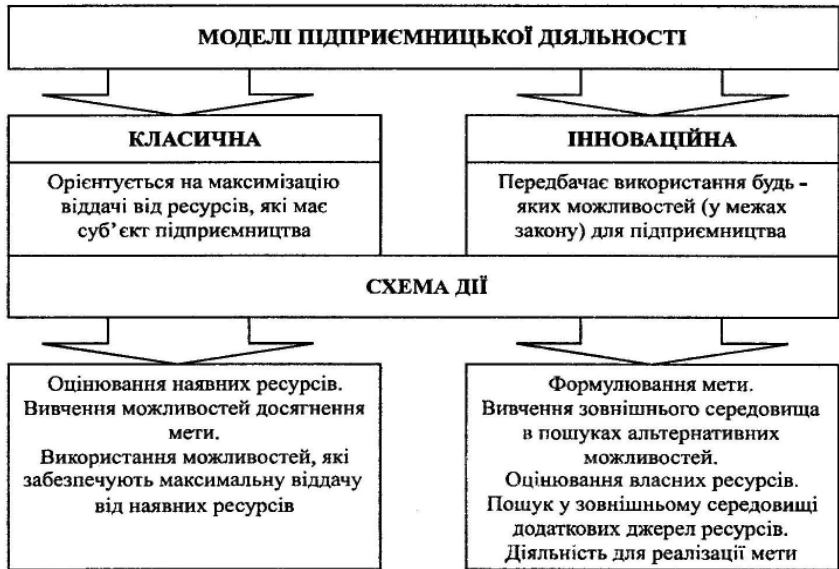 МОДЕЛІ ПІДПРИЄМНИЦЬКОЇ ДІЯЛЬНОСТІ
КЛАСИЧНА
Орієнтується на максимізацію
віддачі від ресурсів, які має
суб’єкт підприємництва
ІННОВАЦІЙНА
Передбачає використання будь -
яких можливостей (у межах
закону) для підприємництва
СХЕМА ДІЇ
Оцінювання наявних ресурсів.
Вивчення можливостей досягнення
мети.
Використання можливостей, які
забезпечують максимальну віддачу
від наявних ресурсів
Формулювання мети.
Вивчення зовнішнього середовища
в пошуках альтернативних
можливостей.
Оцінювання власних ресурсів.
Пошук у зовнішньому середовищі
додаткових джерел ресурсів.
Діяльність для реалізації мети